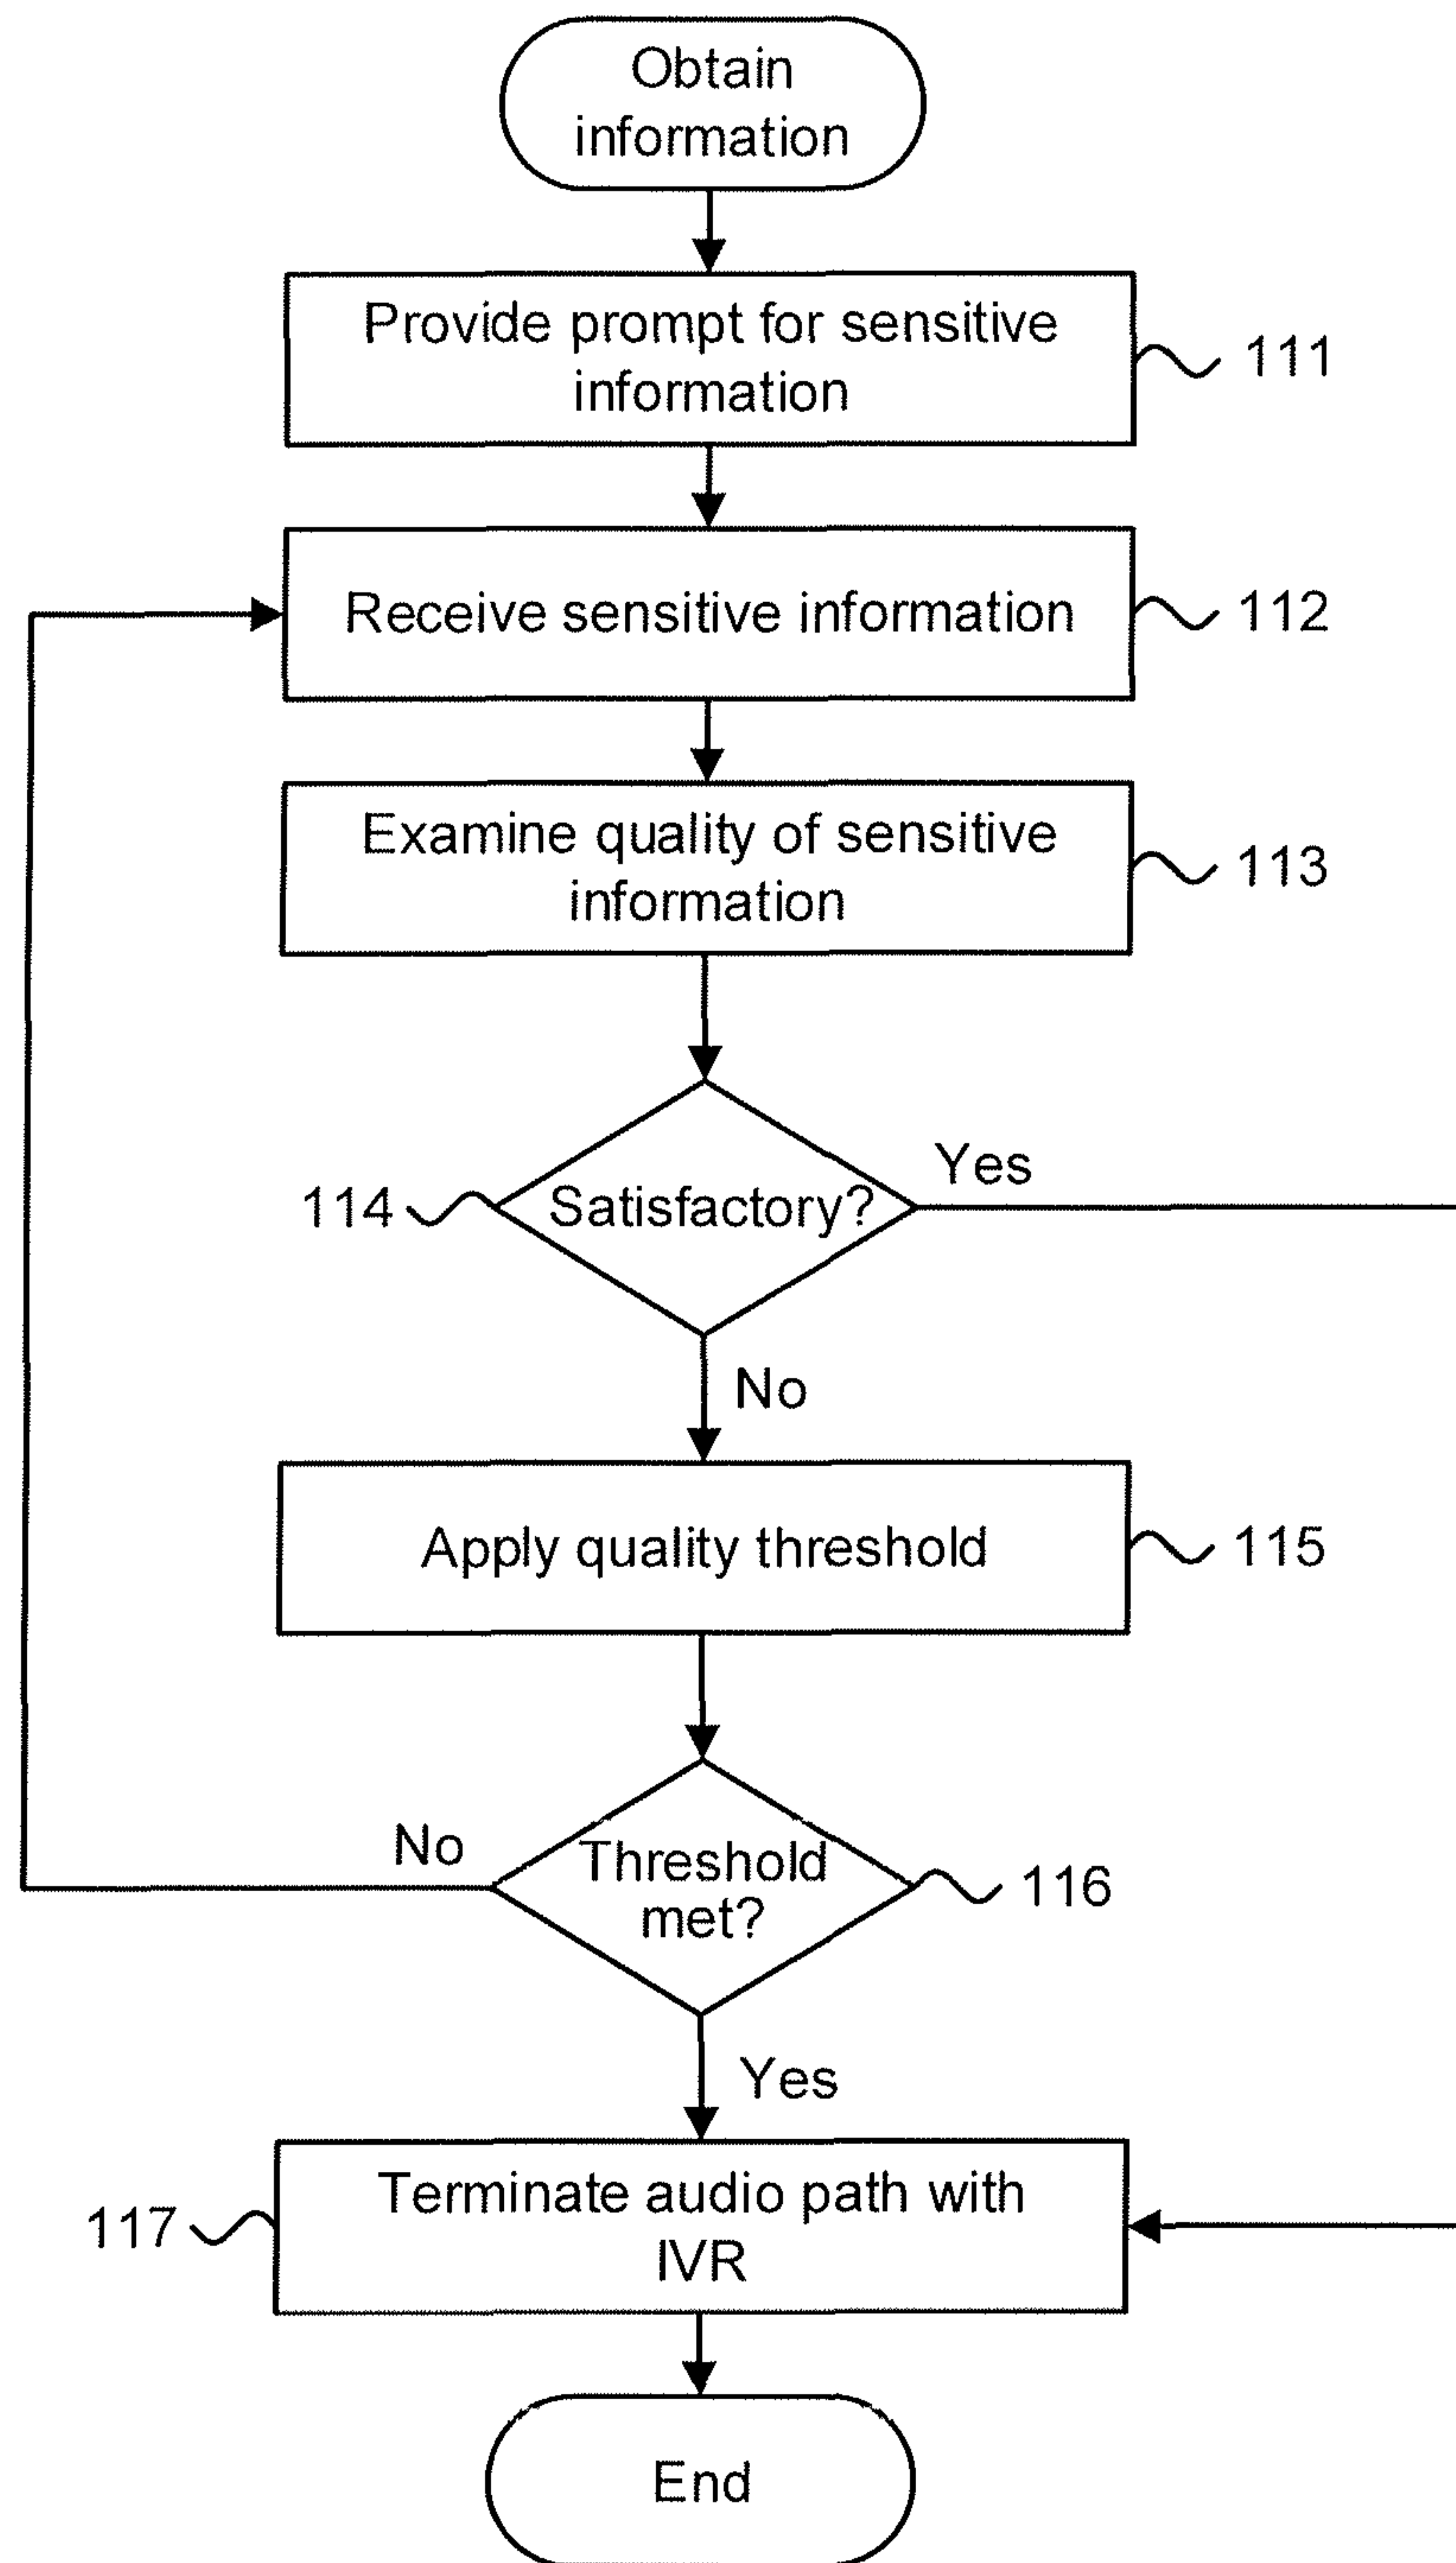 Obtain
information
Provide prompt for sensitive
information
111
Receive sensitive information
112
Examine quality of sensitive
information
113
Yes
114
Satisfactory?
No
Apply quality threshold
115
No
Threshold
met?
116
Yes
Terminate audio path with
IVR
117
End